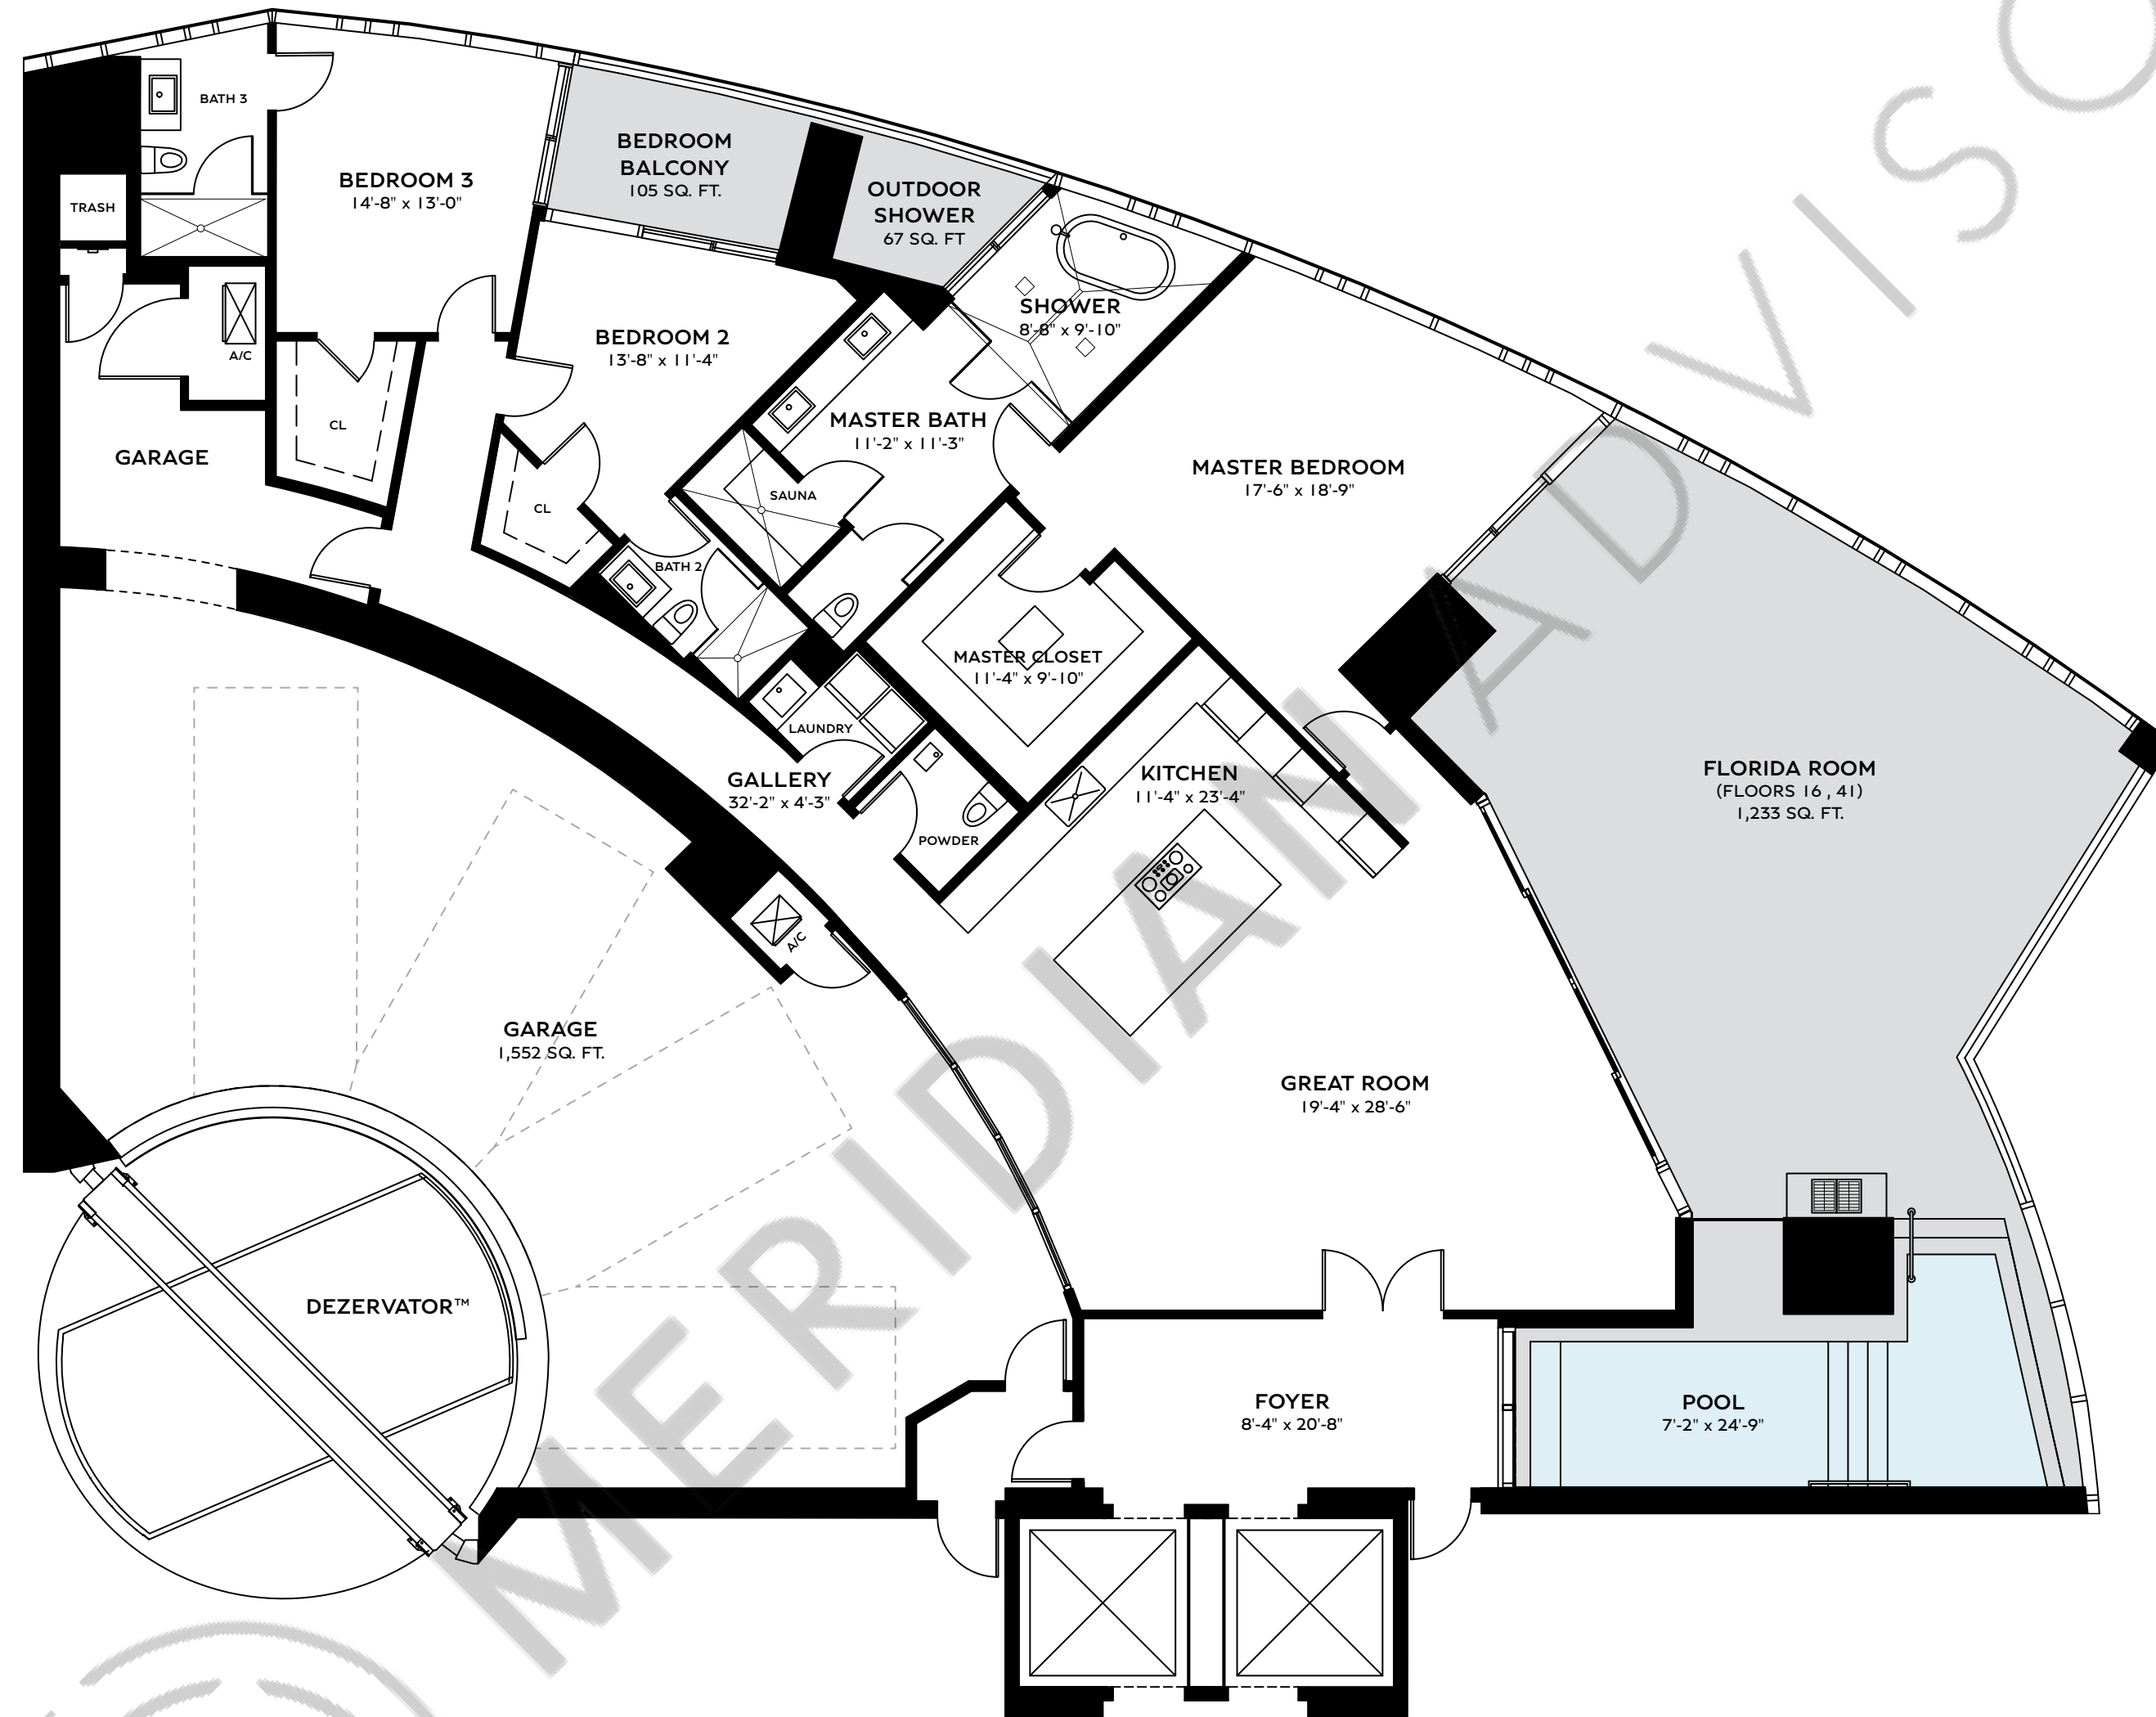 BATH 3
BEDROOM 3
14'-8" x 13'-0"
BEDROOM
BALCONY
105 SQ. FT.
OUTDOOR
SHOWER
67 SQ. FT
TRASH
A/C
GARAGE
CL
BEDROOM 2
13'-8" x 11'-4"
CL
SHOWER
8'-8" x 9'-10"
MASTER BATH
11'-2" x 11'-3"
SAUNA
BATH 2
MASTER BEDROOM
17'-6" x 18'-9"
MASTER CLOSET
11'-4" x 9'-10"
LAUNDRY
GALLERY
32'-2" x 4'-3"
POWDER
KITCHEN
11'-4" x 23'-4"
FLORIDA ROOM
(FLOORS 16 , 41)
1,233 SQ. FT.
A/C
GARAGE
1,552 SQ. FT.
GREAT ROOM
19'-4" x 28'-6"
DEZERVATOR™
FOYER
8'-4" x 20'-8"
POOL
7'-2" x 24'-9"
MERIDIAN ADVISO